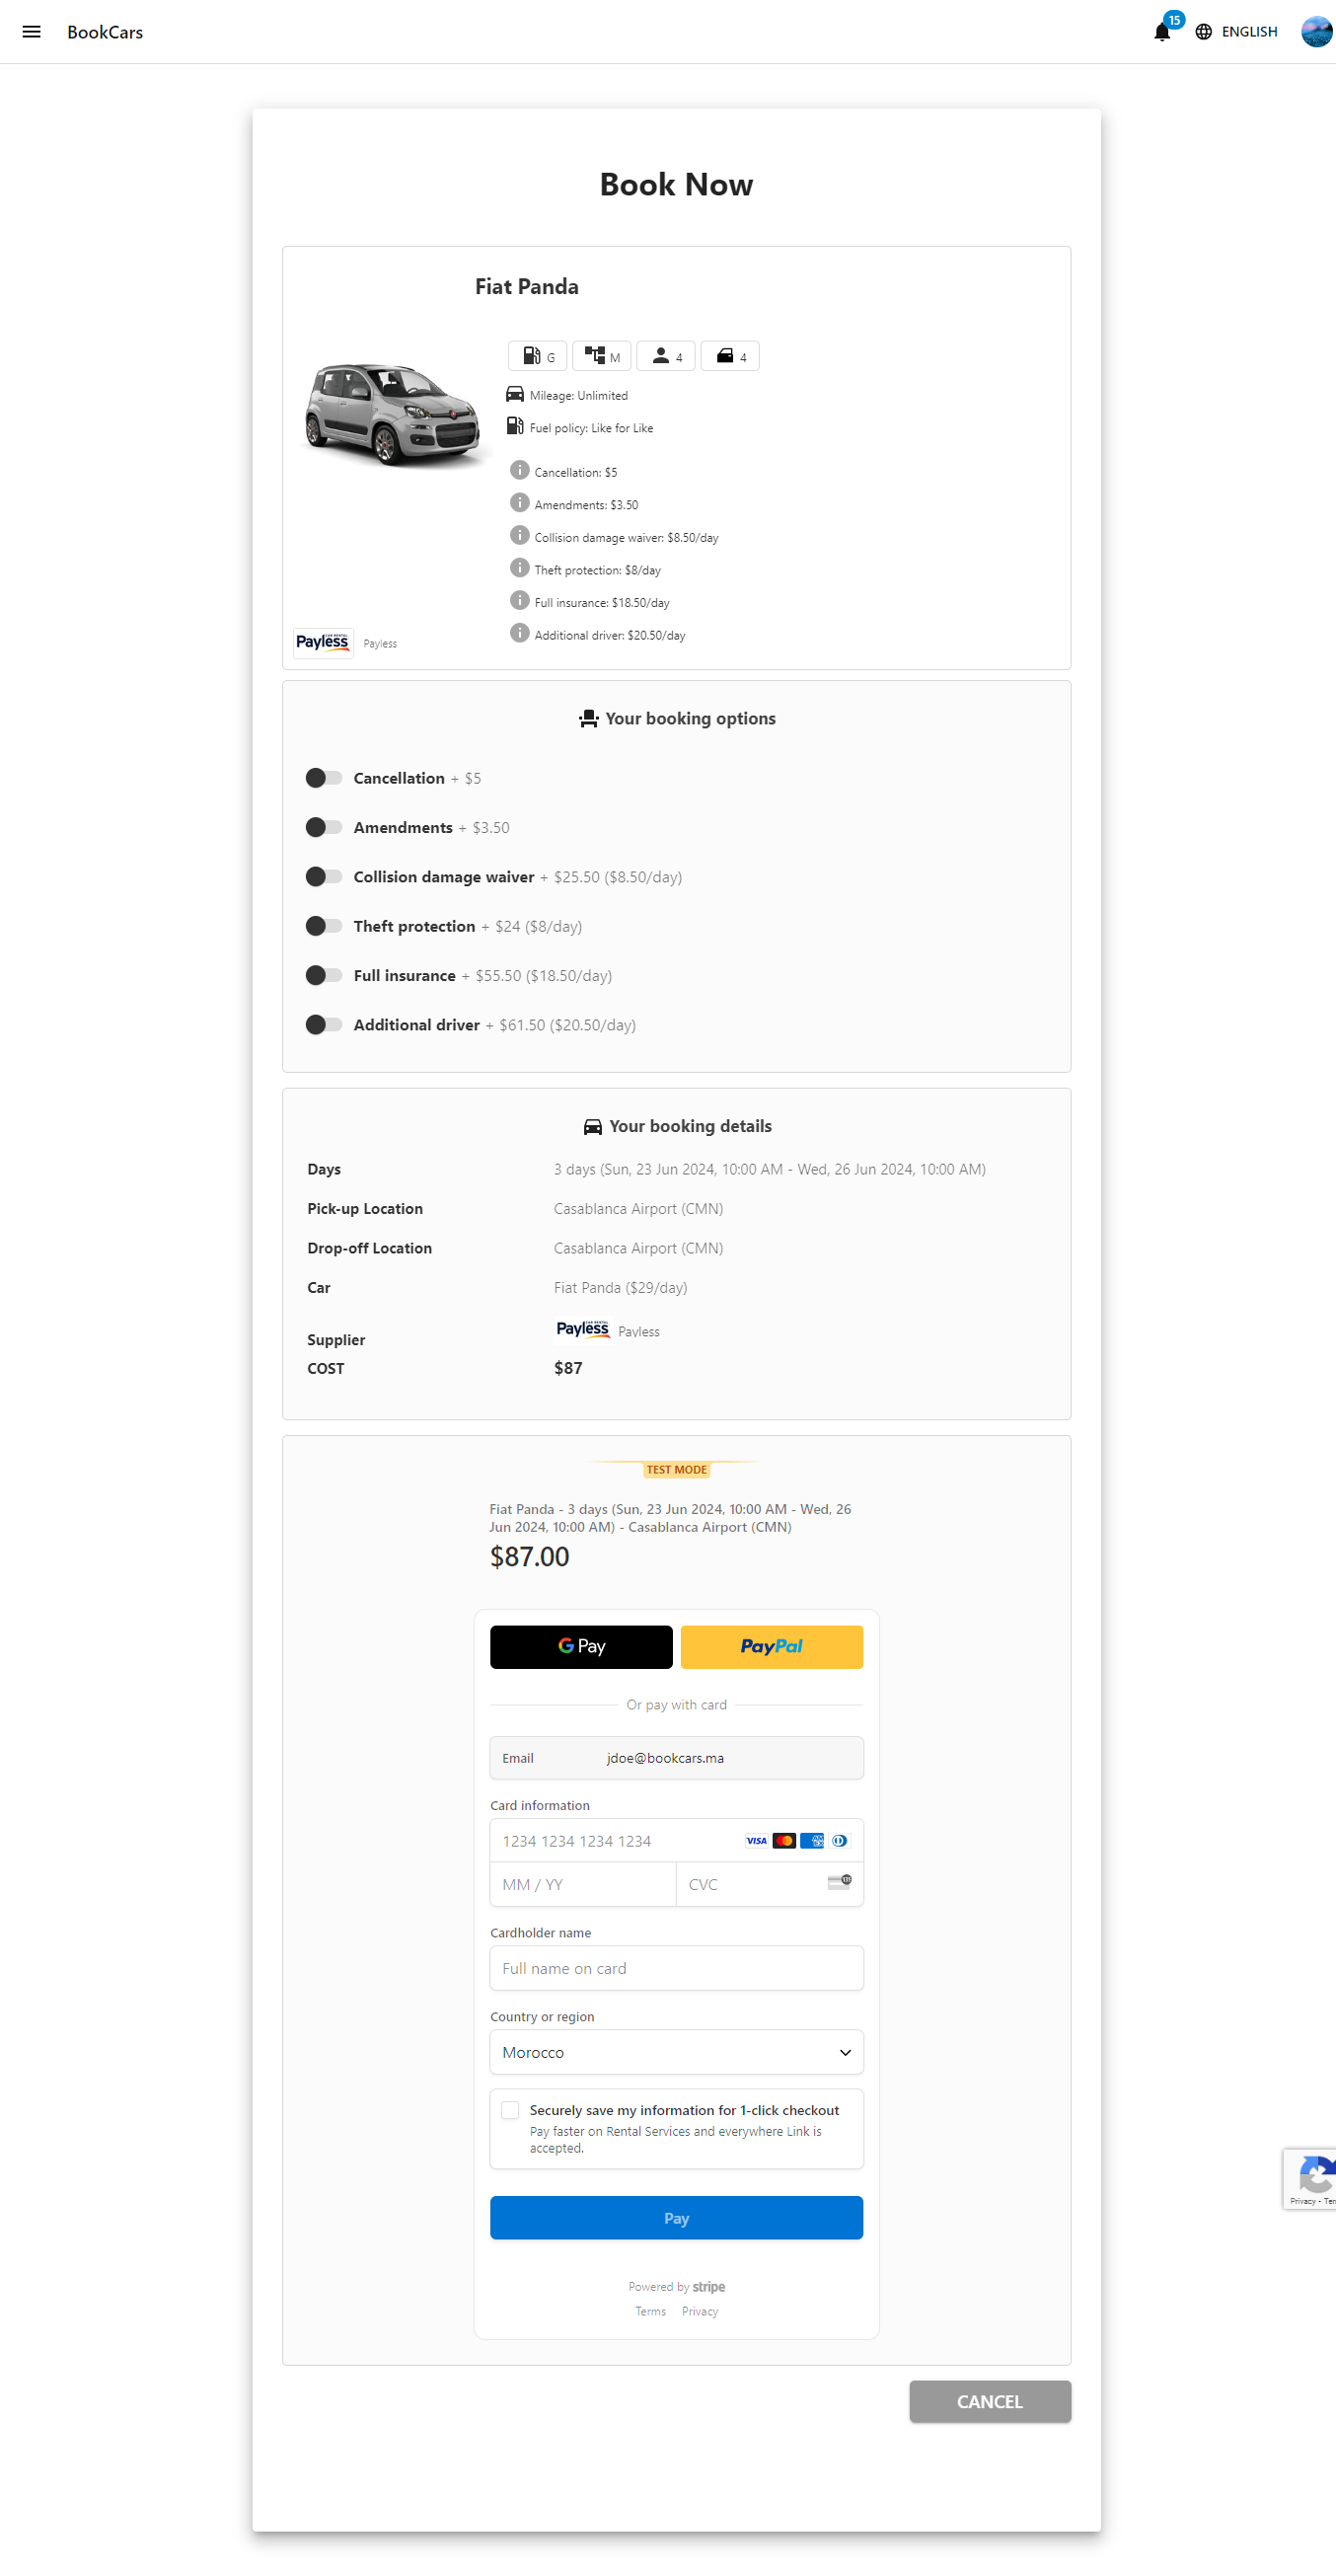 BookCars
15
ENGLISH
Book Now
Fiat Panda
G
M
4
4
Mileage: Unlimited
Fuel policy: Like for Like
Cancellation: $5
Amendments: $3.50
Collision damage waiver: $8.50/day
Theft protection: $8/day
Full insurance: $18.50/day
Additional driver: $20.50/day
CAR RENTAL
Payless
Payless
Your booking options
Cancellation + $5
Amendments + $3.50
Collision damage waiver + $25.50 ($8.50/day)
Theft protection + $24 ($8/day)
Full insurance + $55.50 ($18.50/day)
Additional driver + $61.50 ($20.50/day)
Your booking details
Days 3 days (Sun, 23 Jun 2024, 10:00 AM - Wed, 26 Jun 2024, 10:00 AM)
Pick-up Location Casablanca Airport (CMN)
Drop-off Location Casablanca Airport (CMN)
Car Fiat Panda ($29/day)
Supplier CAR RENTAL Payless Payless
COST $87
TEST MODE
Fiat Panda - 3 days (Sun, 23 Jun 2024, 10:00 AM - Wed, 26
Jun 2024, 10:00 AM) - Casablanca Airport (CMN)
$87.00
G Pay PayPal
Or pay with card
Email jdoe@bookcars.ma
Card information
1234 1234 1234 1234 VISA
MM / YY CVC
Cardholder name
Full name on card
Country or region
Morocco
Securely save my information for 1-click checkout
Pay faster on Rental Services and everywhere Link is
accepted.
Pay
Powered by stripe
Terms Privacy
Privacy - Ter
CANCEL